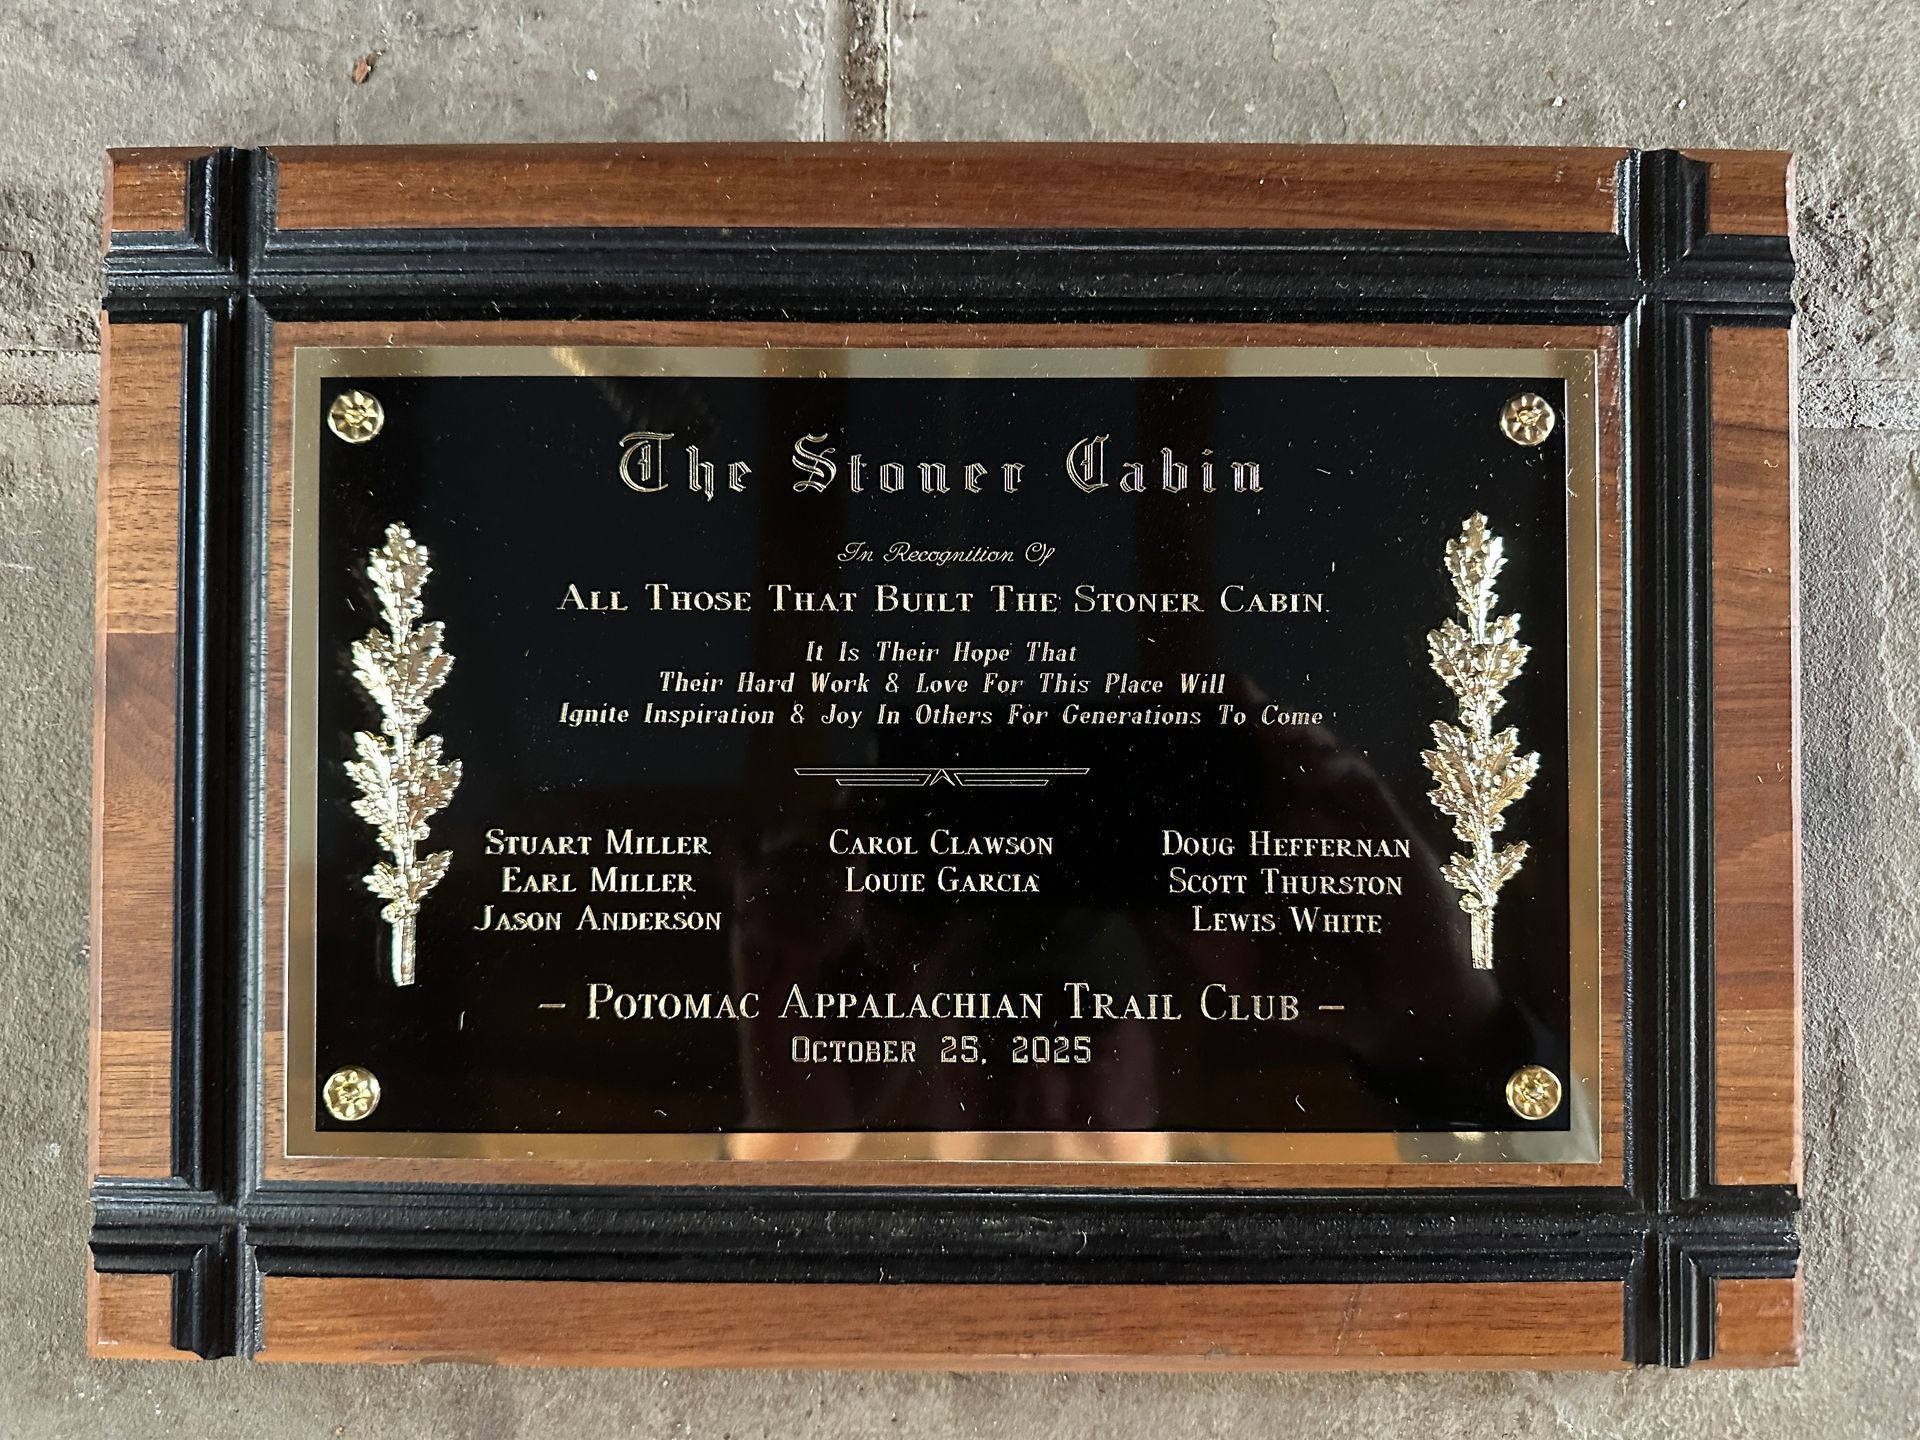 The Stoner Cabin
In Recognition Of
ALL THOSE THAT BUILT THE STONER CABIN
It Is Their Hope That
Their Hard Work & Love For This Place Will
Ignite Inspiration & Joy In Others For Generations To Come
STUART MILLER
EARL MILLER
JASON ANDERSON
CAROL CLAWSON
LOUIE GARCIA
DOUG HEFFERNAN
SCOTT THURSTON
LEWIS WHITE
– POTOMAC APPALACHIAN TRAIL CLUB –
OCTOBER 25, 2025